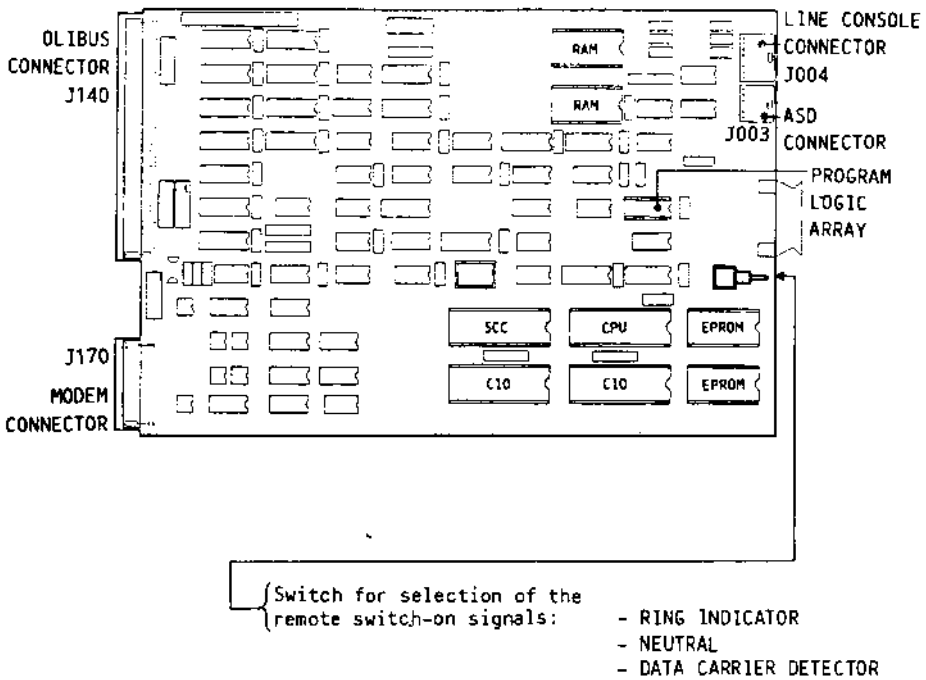 OLIBUS
CONNECTOR
J140
LINE CONSOLE
CONNECTOR
J004
RAM
RAM
J003
ASD
CONNECTOR
PROGRAM
LOGIC
ARRAY
SCC
CPU
EPROM
CIO
CIO
EPROM
J170
MODEM
CONNECTOR
Switch for selection of the
remote switch-on signals:
- RING INDICATOR
- NEUTRAL
- DATA CARRIER DETECTOR